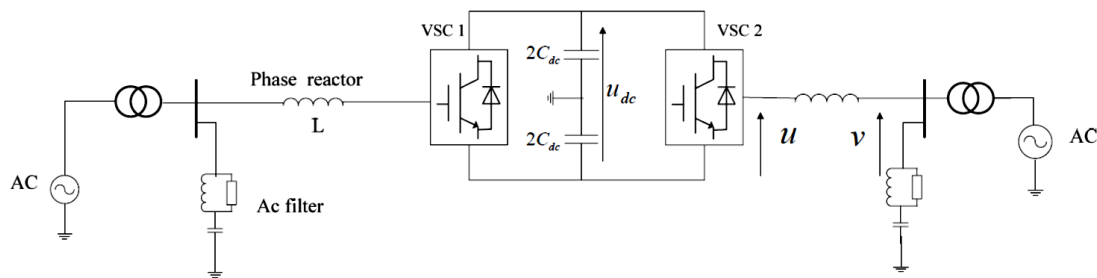 VSC 1
VSC 2
2C_dc
Phase reactor
u_dc
L
2C_dc
u
v
AC
AC
Ac filter